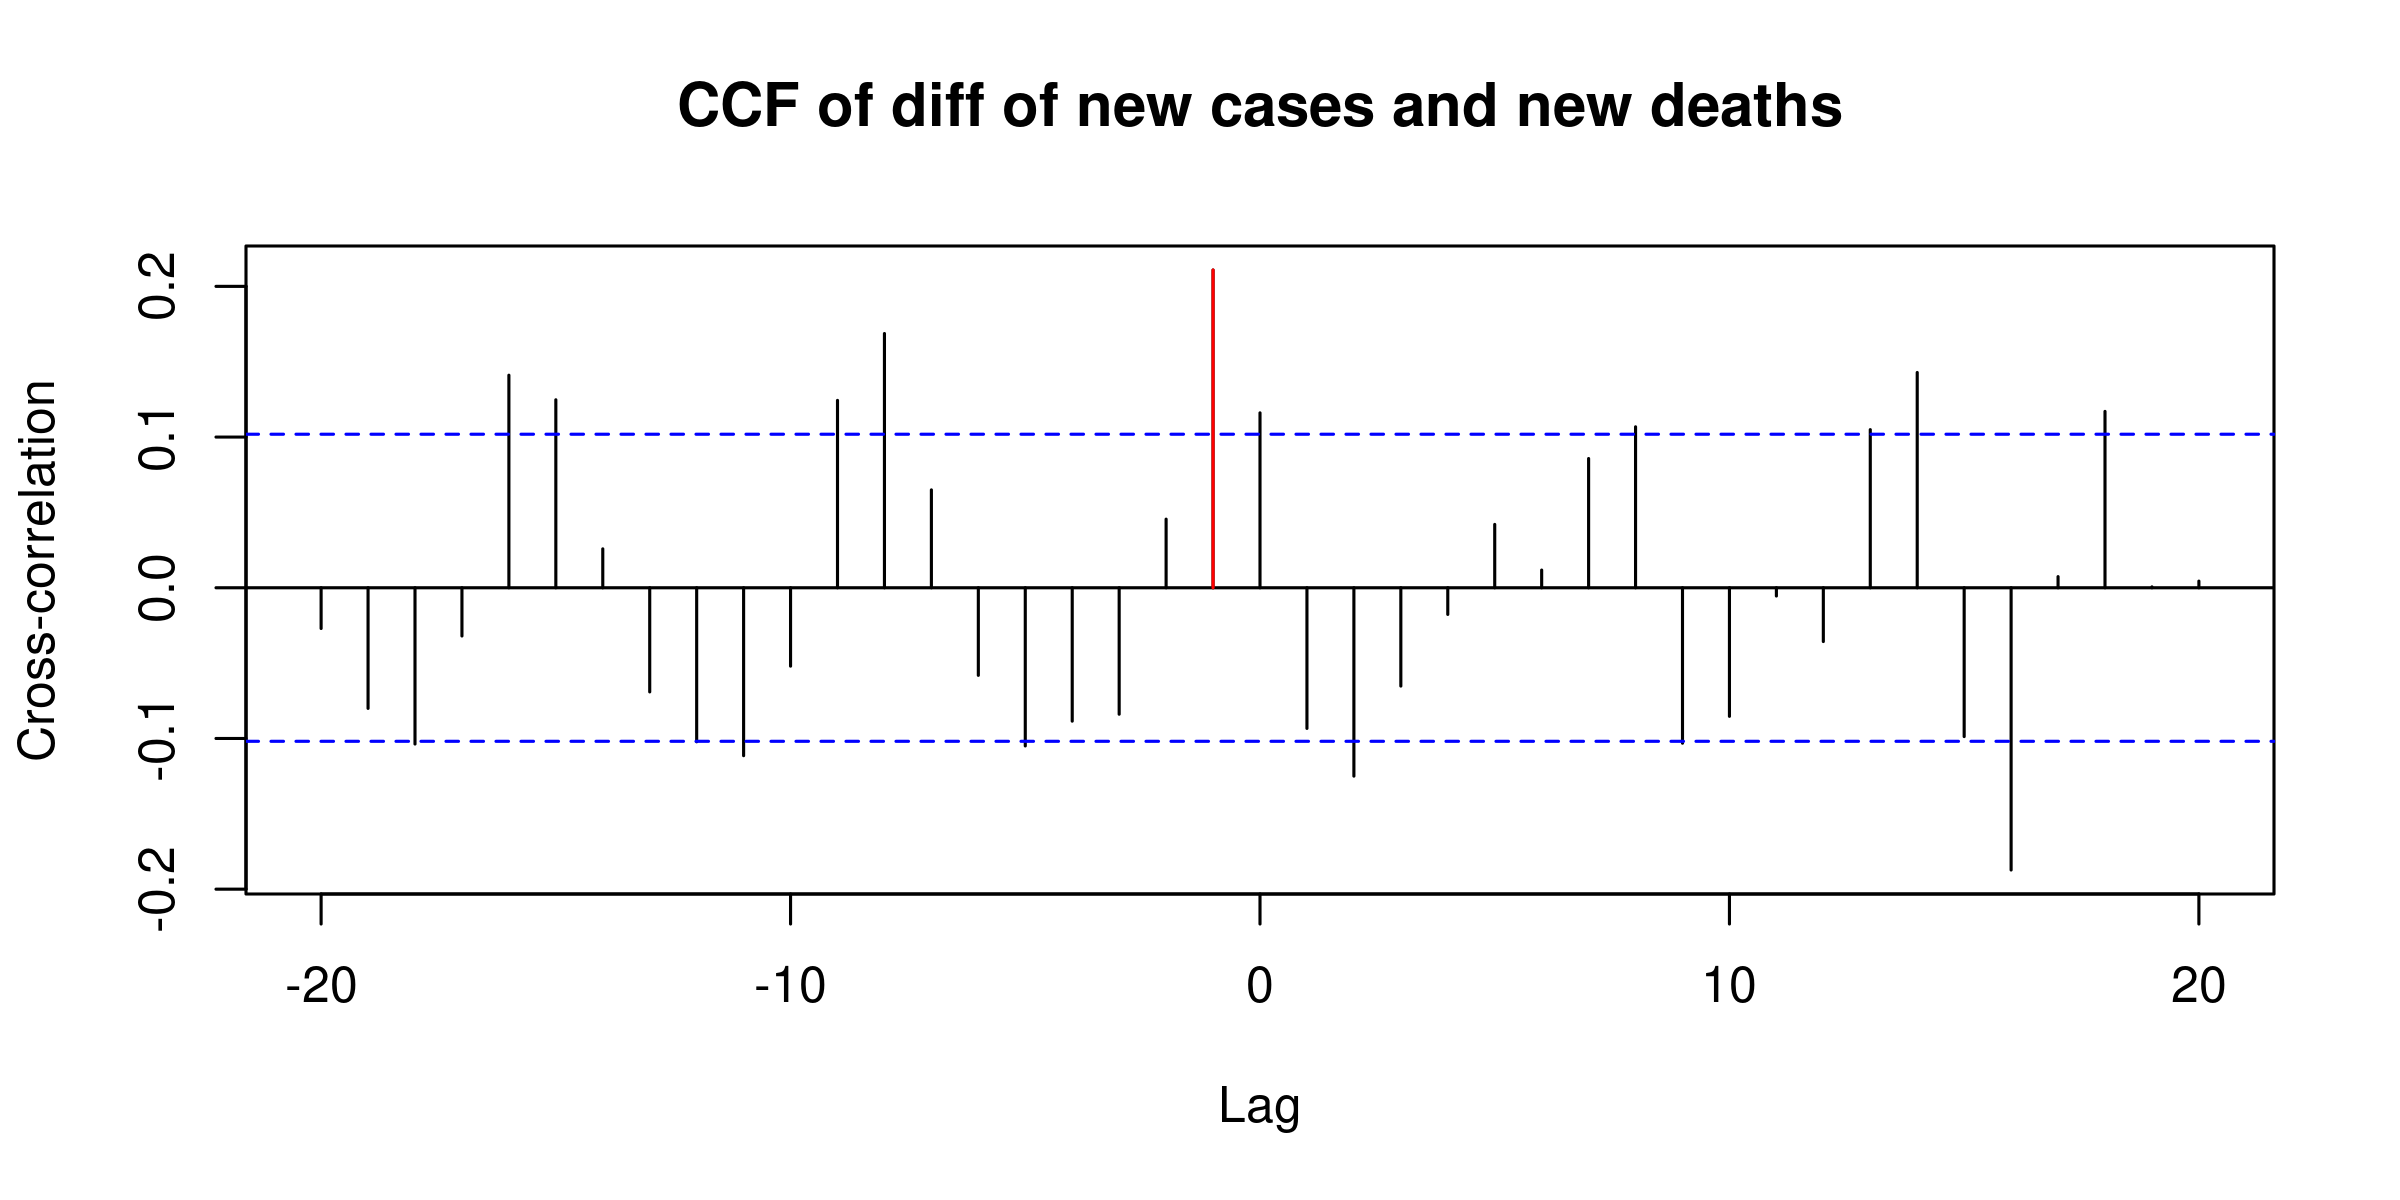 CCF of diff of new cases and new deaths
Cross-correlation
0.2
0.1
0.0
-0.1
-0.2
-20 -10 0 10 20
Lag